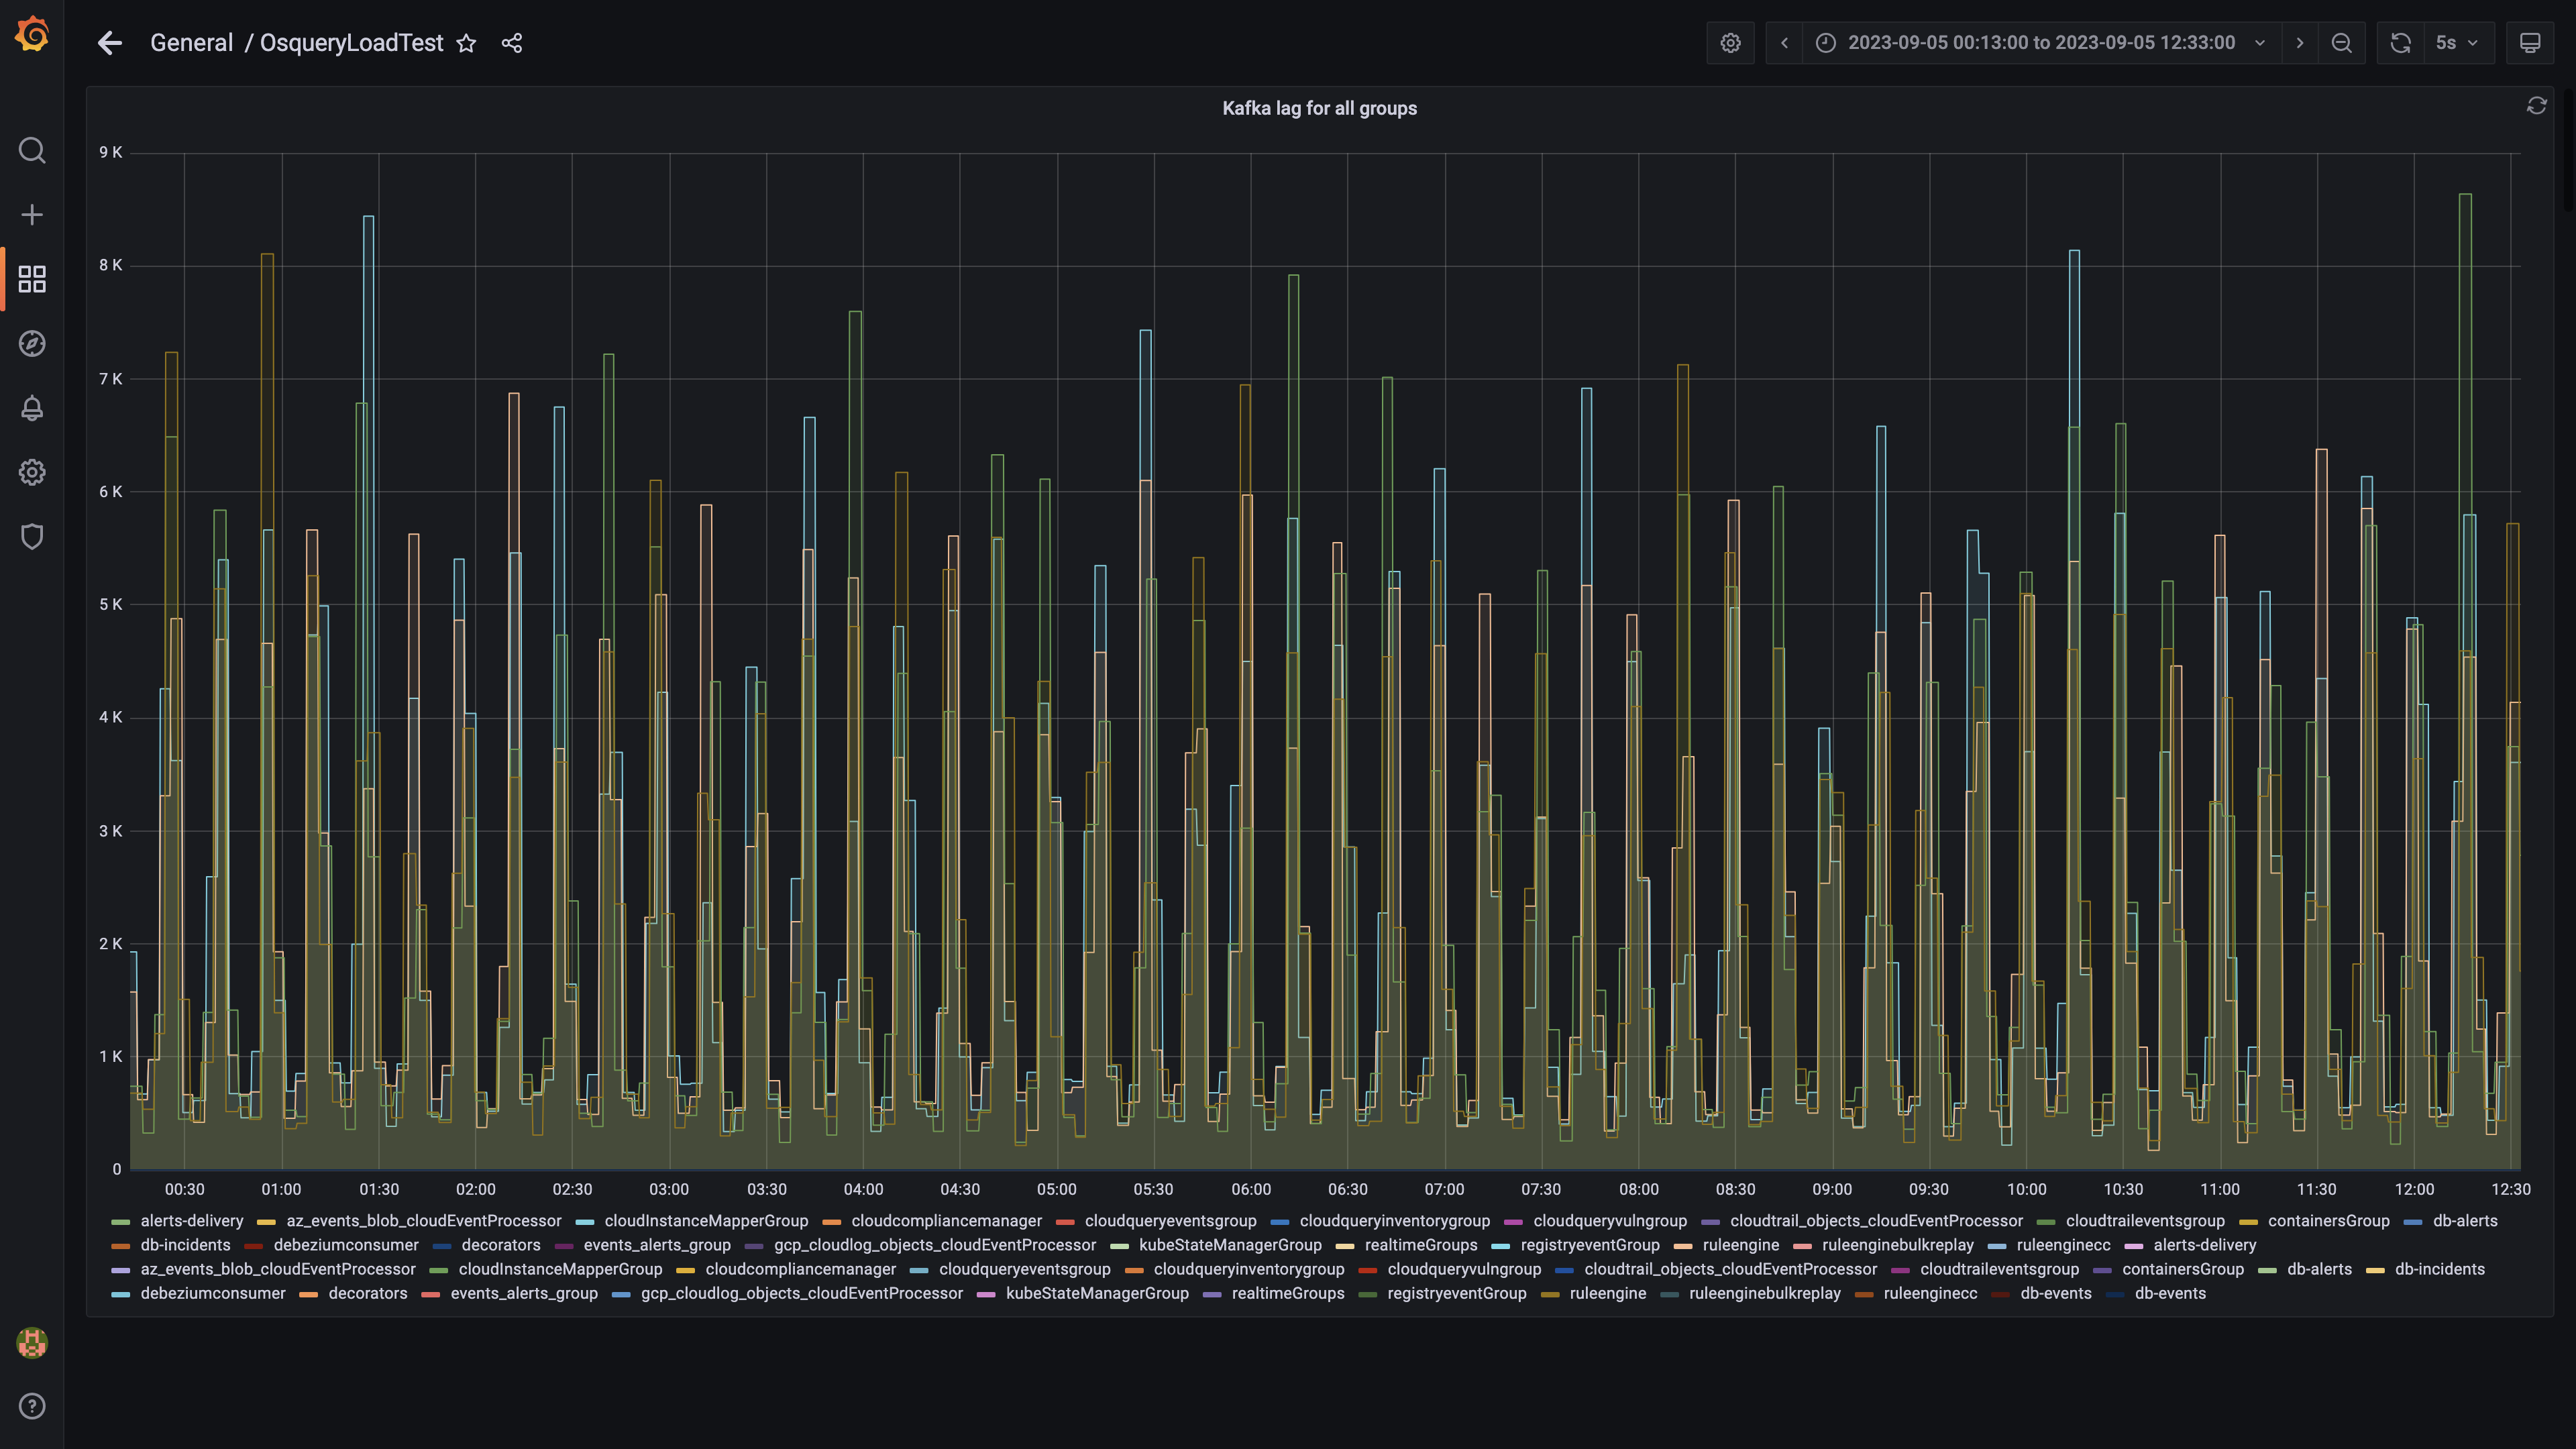 General / OsqueryLoadTest
2023-09-05 00:13:00 to 2023-09-05 12:33:00
5s
Kafka lag for all groups
9 K
8 K
7 K
6 K
5 K
4 K
3 K
2 K
1 K
0
00:30 01:00 01:30 02:00 02:30 03:00 03:30 04:00 04:30 05:00 05:30 06:00 06:30 07:00 07:30 08:00 08:30 09:00 09:30 10:00 10:30 11:00 11:30 12:00 12:30
alerts-delivery az_events_blob_cloudEventProcessor cloudInstanceMapperGroup cloudcompliancemanager cloudqueryeventsgroup cloudqueryinventorygroup cloudqueryvulngroup cloudtrail_objects_cloudEventProcessor cloudtraileventsgroup containersGroup db-alerts
db-incidents debeziumconsumer decorators events_alerts_group gcp_cloudlog_objects_cloudEventProcessor kubeStateManagerGroup realtimeGroups registryeventGroup ruleengine ruleenginebulkreplay ruleenginecc alerts-delivery
az_events_blob_cloudEventProcessor cloudInstanceMapperGroup cloudcompliancemanager cloudqueryeventsgroup cloudqueryinventorygroup cloudqueryvulngroup cloudtrail_objects_cloudEventProcessor cloudtraileventsgroup containersGroup db-alerts db-incidents
debeziumconsumer decorators events_alerts_group gcp_cloudlog_objects_cloudEventProcessor kubeStateManagerGroup realtimeGroups registryeventGroup ruleengine ruleenginebulkreplay ruleenginecc db-events db-events